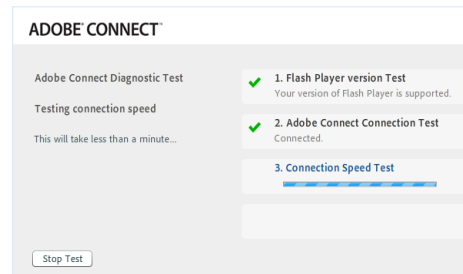 ADOBE® CONNECT™
Adobe Connect Diagnostic Test
Testing connection speed
This will take less than a minute...
1. Flash Player version Test
Your version of Flash Player is supported.
2. Adobe Connect Connection Test
Connected.
3. Connection Speed Test
Stop Test